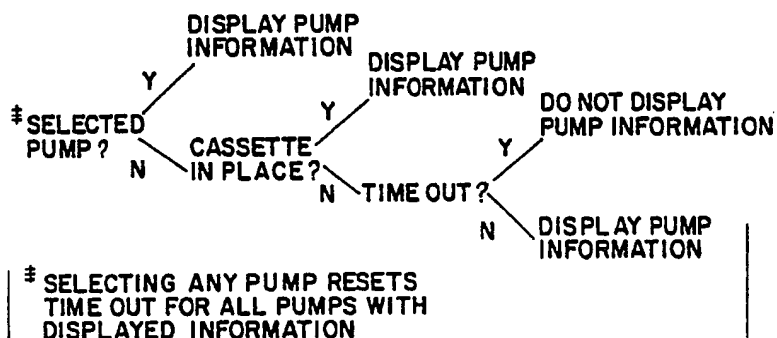 DISPLAY PUMP
INFORMATION
Y
DISPLAY PUMP
INFORMATION
Y
DO NOT DISPLAY
PUMP INFORMATION
Y
‡ SELECTED
PUMP ?
N
CASSETTE
IN PLACE ?
N
TIME OUT ?
N
DISPLAY PUMP
INFORMATION
‡ SELECTING ANY PUMP RESETS
TIME OUT FOR ALL PUMPS WITH
DISPLAYED INFORMATION